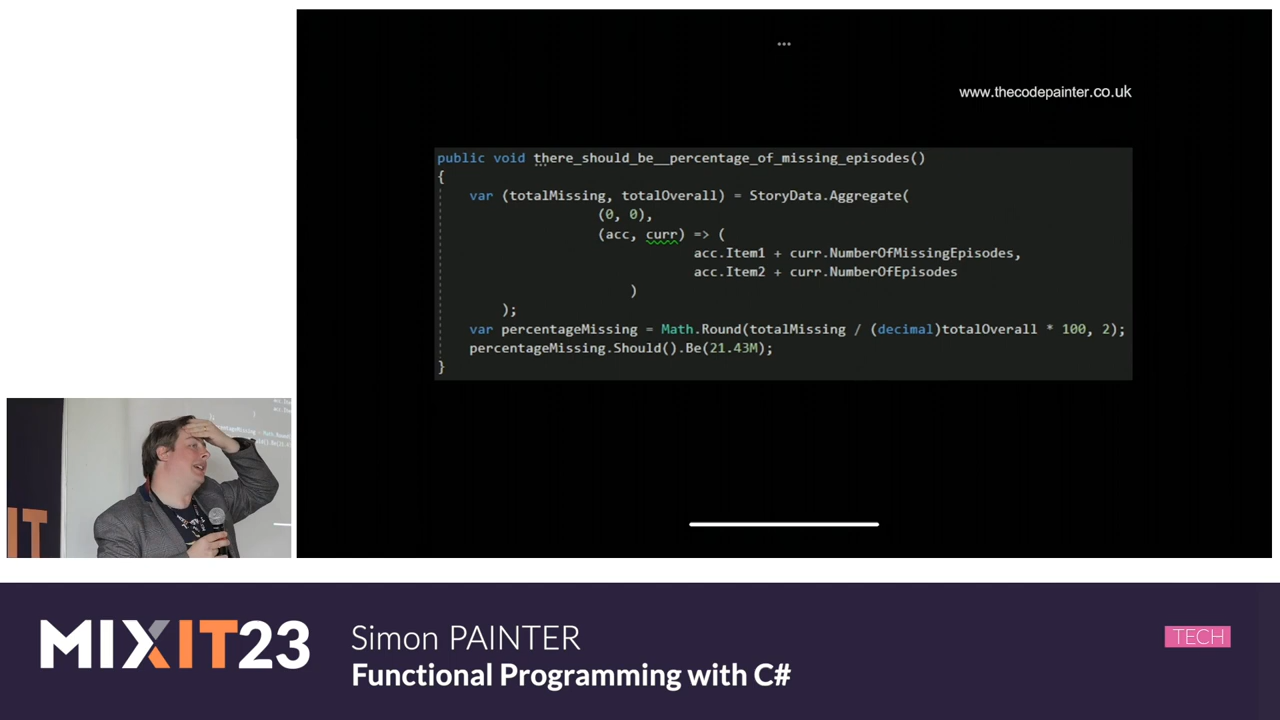 ...
www.thecodepainter.co.uk
public void there_should_be__percentage_of_missing_episodes()
{
var (totalMissing, totalOverall) = StoryData.Aggregate(
(0, 0),
(acc, curr) => (
acc.Item1 + curr.NumberOfMissingEpisodes,
acc.Item2 + curr.NumberOfEpisodes
)
);
var percentageMissing = Math.Round(totalMissing / (decimal)totalOverall * 100, 2);
percentageMissing.Should().Be(21.43M);
}
IT
MIXIT23
Simon PAINTER
Functional Programming with C#
TECH